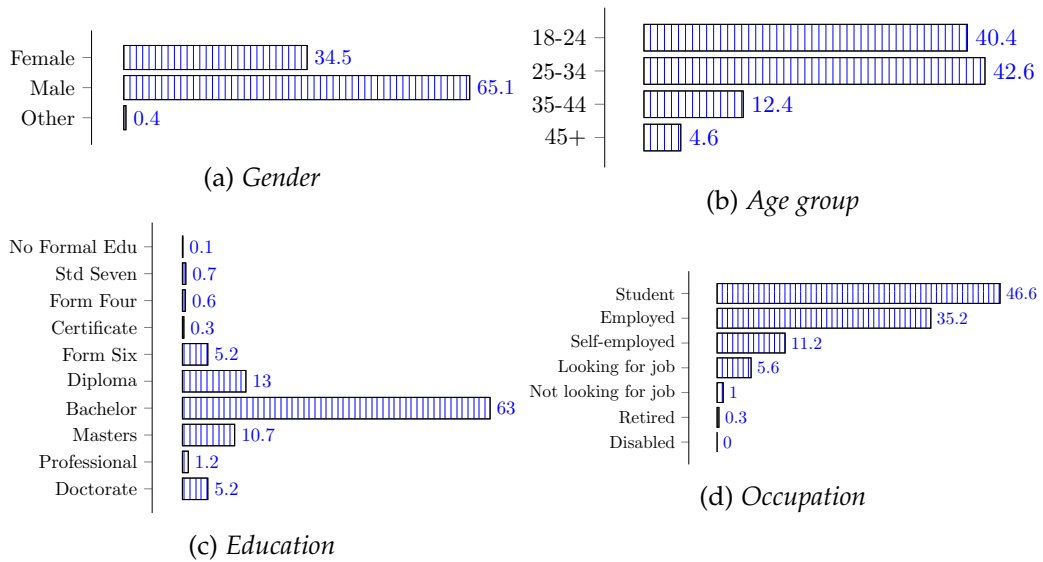 Female 34.5
Male 65.1
Other 0.4
(a) Gender
18-24 40.4
25-34 42.6
35-44 12.4
45+ 4.6
(b) Age group
No Formal Edu 0.1
Std Seven 0.7
Form Four 0.6
Certificate 0.3
Form Six 5.2
Diploma 13
Bachelor 63
Masters 10.7
Professional 1.2
Doctorate 5.2
(c) Education
Student 46.6
Employed 35.2
Self-employed 11.2
Looking for job 5.6
Not looking for job 1
Retired 0.3
Disabled 0
(d) Occupation